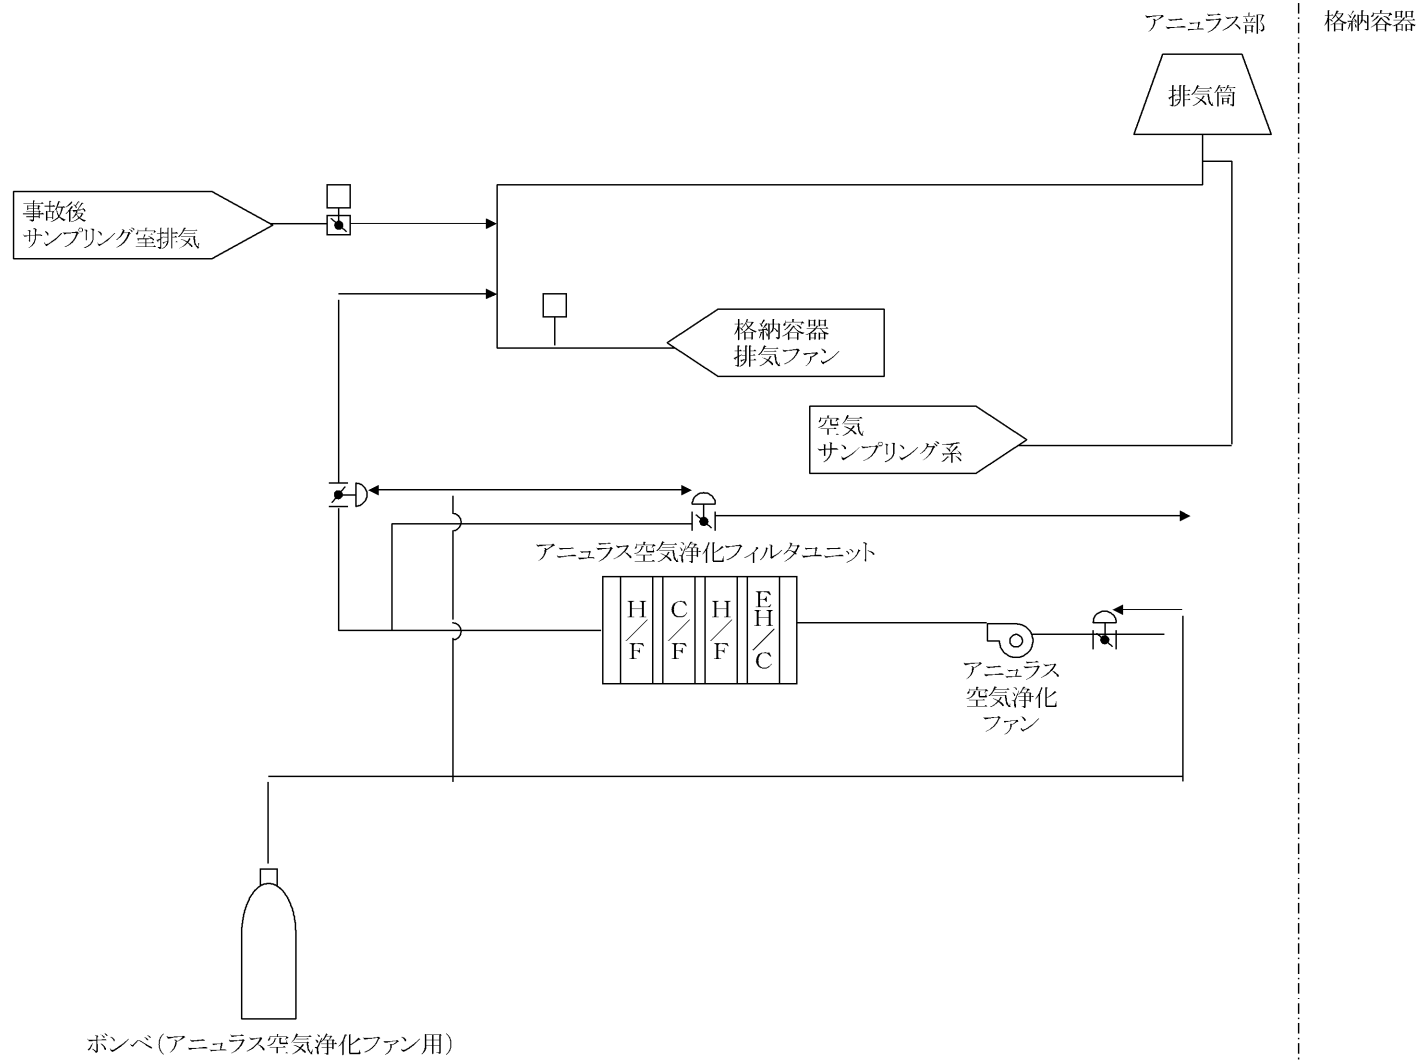 アニュラス部
格納容器
排気筒
事故後
サンプリング室排気
格納容器
排気ファン
空気
サンプリング系
アニュラス空気浄化フィルタユニット
H/F
C/F
H/F
EH/C
アニュラス
空気浄化
ファン
ボンベ(アニュラス空気浄化ファン用)